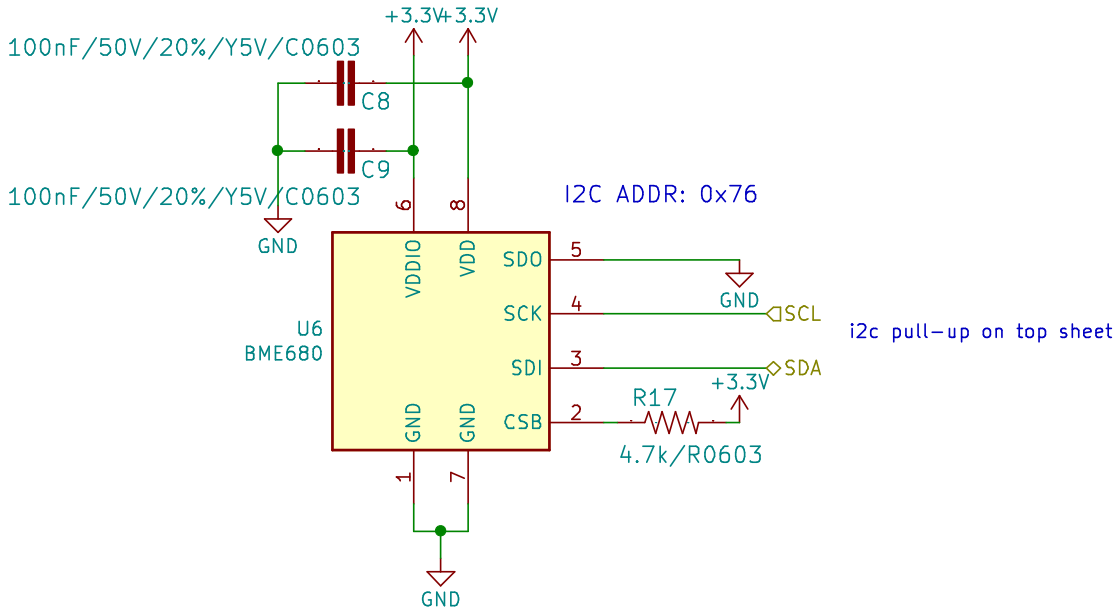 +3.3V +3.3V
100nF/50V/20%/Y5V/C0603
C8
C9
100nF/50V/20%/Y5V/C0603
GND
6 8
I2C ADDR: 0x76
VDDIO VDD
SDO 5
GND
SCK 4 SCL
U6
BME680
i2c pull-up on top sheet
SDI 3 SDA
+3.3V
R17
CSB 2
4.7k/R0603
GND GND
1 7
GND